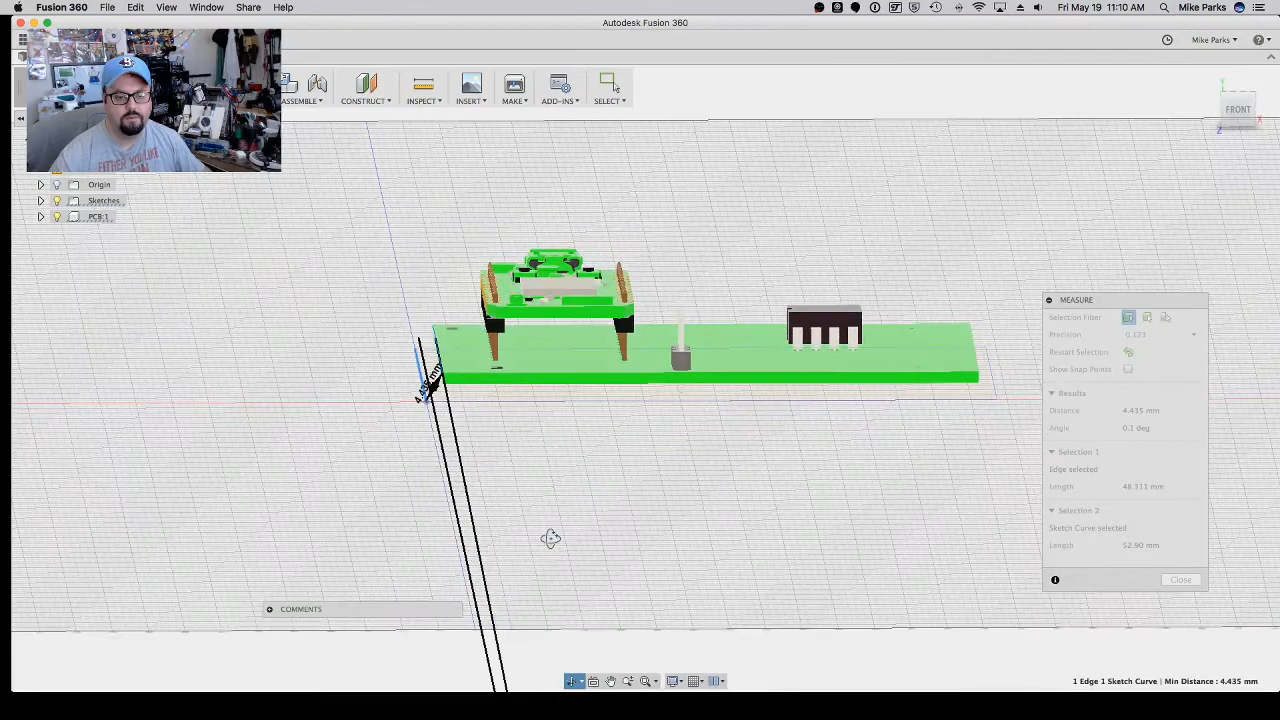 Fusion 360 File Edit View Window Share Help Fri May 19 11:10 AM Mike Parks
Autodesk Fusion 360
Mike Parks
ASSEMBLE CONSTRUCT INSPECT INSERT MAKE ADD-INS SELECT
FRONT
Origin
Sketches
PCB:1
MEASURE
Selection Filter
Precision 0.123
Restart Selection
Show Snap Points
Results
Distance 4.435 mm
Angle 0.1 deg
Selection 1
Edge selected
Length 48.311 mm
Selection 2
Sketch Curve selected
Length 52.90 mm
Close
COMMENTS
1 Edge 1 Sketch Curve | Min Distance : 4.435 mm